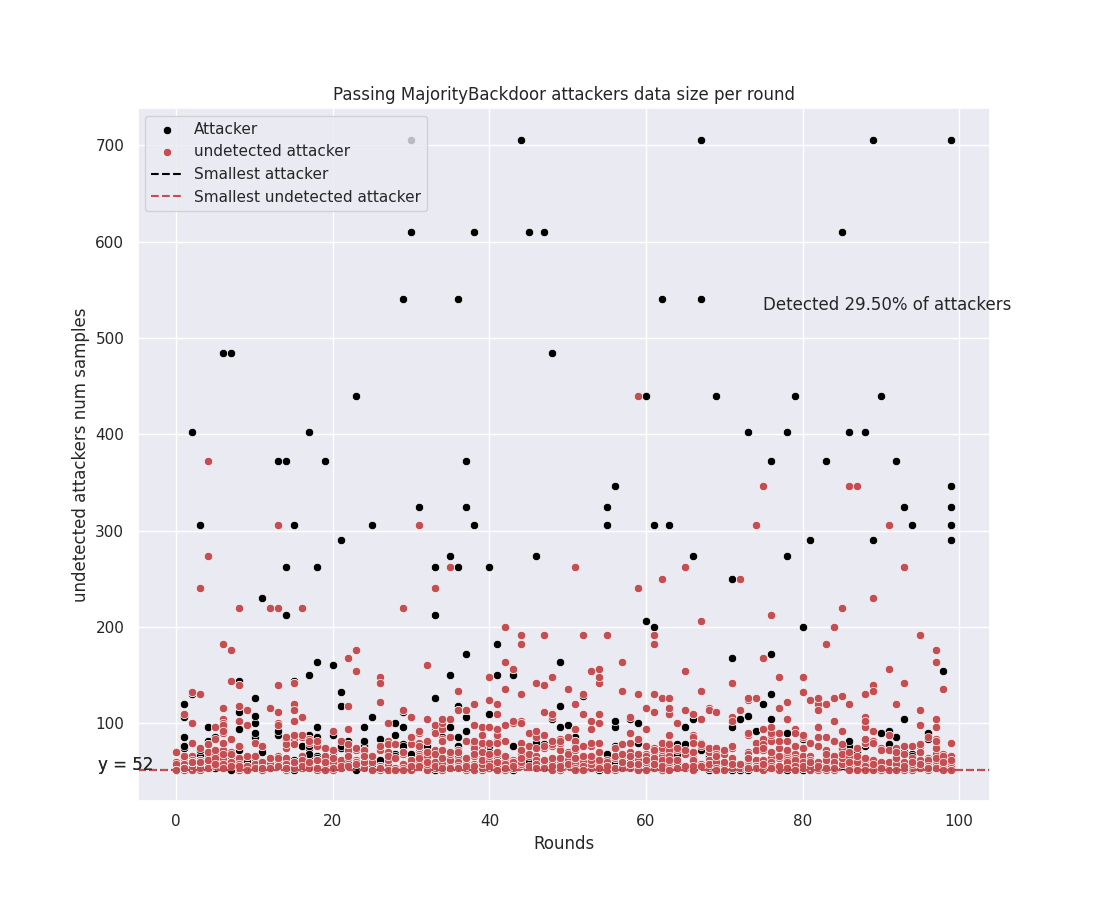 Passing MajorityBackdoor attackers data size per round
Attacker
undetected attacker
Smallest attacker
Smallest undetected attacker
Detected 29.50% of attackers
undetected attackers num samples
700
600
500
400
300
200
100
y = 52
0
20
40
60
80
100
Rounds